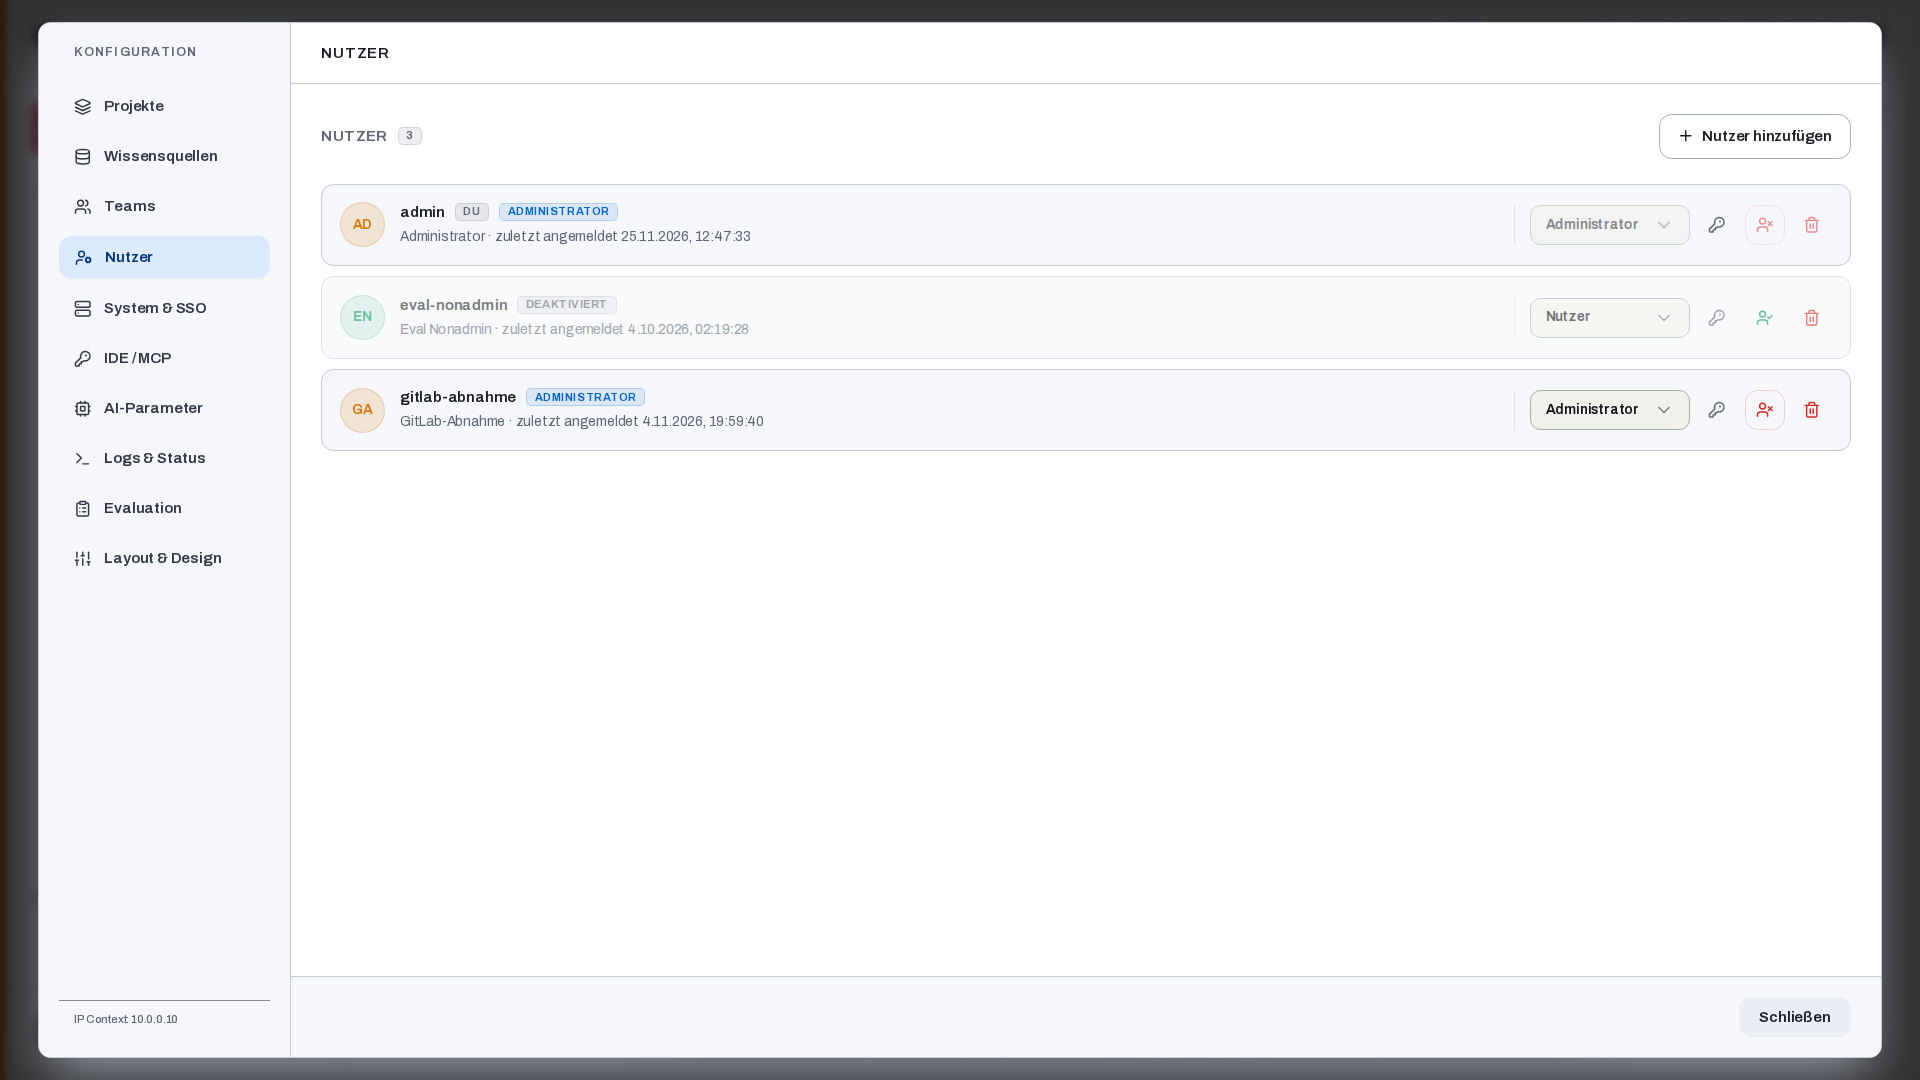 KONFIGURATION
Projekte
Wissensquellen
Teams
Nutzer
System & SSO
IDE / MCP
AI-Parameter
Logs & Status
Evaluation
Layout & Design
IP Context: 10.0.0.10
NUTZER
NUTZER 3
Nutzer hinzufügen
AD
admin DU ADMINISTRATOR
Administrator · zuletzt angemeldet 25.11.2026, 12:47:33
Administrator
EN
eval-nonadmin DEAKTIVIERT
Eval Nonadmin · zuletzt angemeldet 4.10.2026, 02:19:28
Nutzer
GA
gitlab-abnahme ADMINISTRATOR
GitLab-Abnahme · zuletzt angemeldet 4.11.2026, 19:59:40
Administrator
Schließen